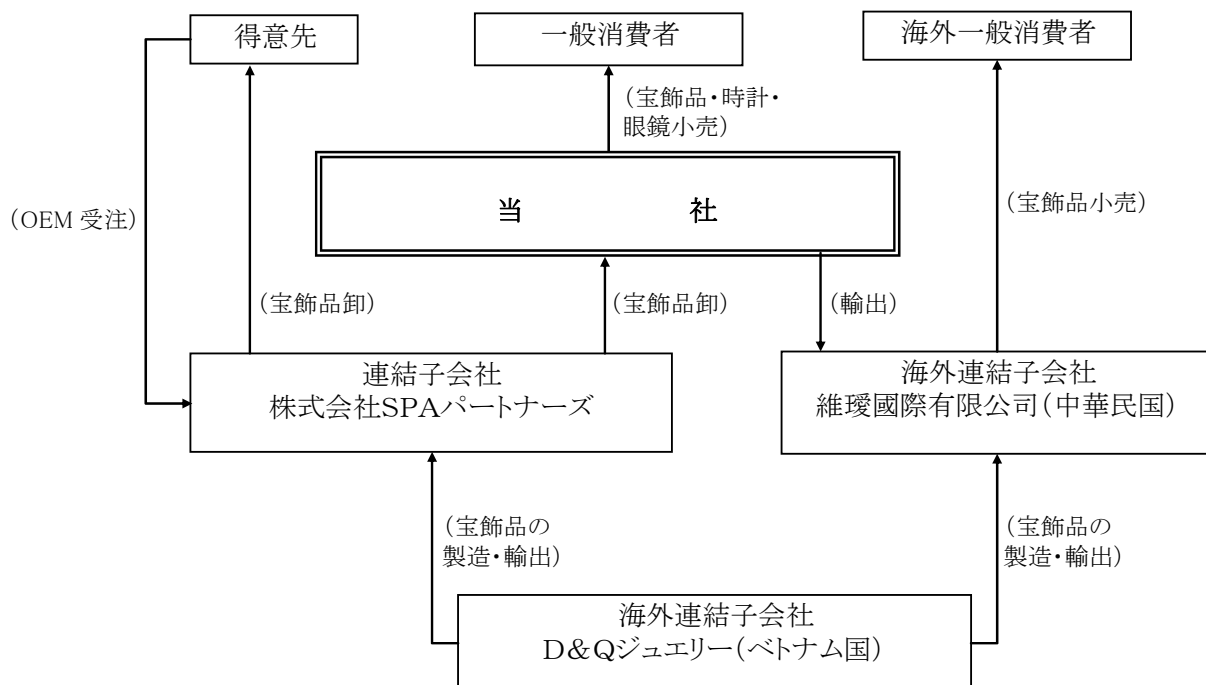 得意先
一般消費者
海外一般消費者
（宝飾品・時計・
眼鏡小売）
（OEM 受注）
当　社
（宝飾品小売）
（宝飾品卸）
（宝飾品卸）
（輸出）
連結子会社
株式会社SPAパートナーズ
海外連結子会社
維璦國際有限公司（中華民国）
（宝飾品の
製造・輸出）
（宝飾品の
製造・輸出）
海外連結子会社
D&Qジュエリー（ベトナム国）